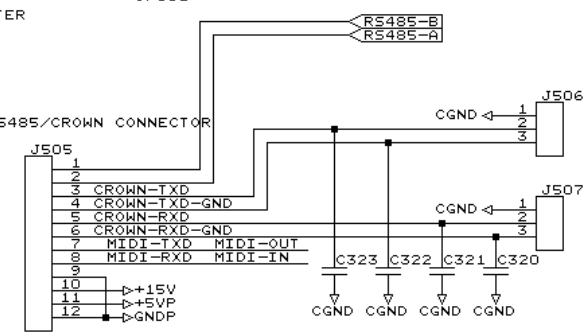 TER
RS485-B
RS485-A
S485/CROWN CONNECTOR
J506
CGND 1
2
3
J505
1
2
3 CROWN-TXD
4 CROWN-TXD-GND
5 CROWN-RXD
6 CROWN-RXD-GND
7 MIDI-TXD MIDI-OUT
8 MIDI-RXD MIDI-IN
9
10 +15V
11 +5VP
12 GNDP
J507
CGND 1
2
3
C323 C322 C321 C320
CGND CGND CGND CGND